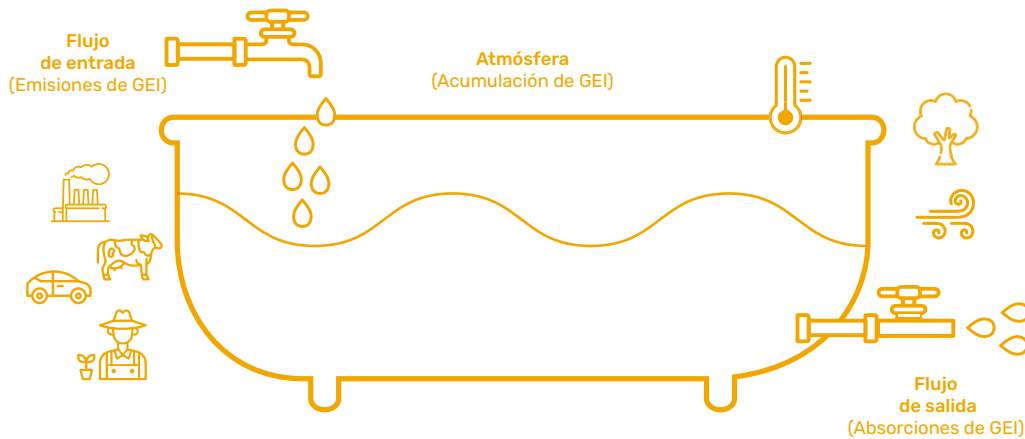 Flujo
de entrada
(Emisiones de GEI)
Atmósfera
(Acumulación de GEI)
Flujo
de salida
(Absorciones de GEI)